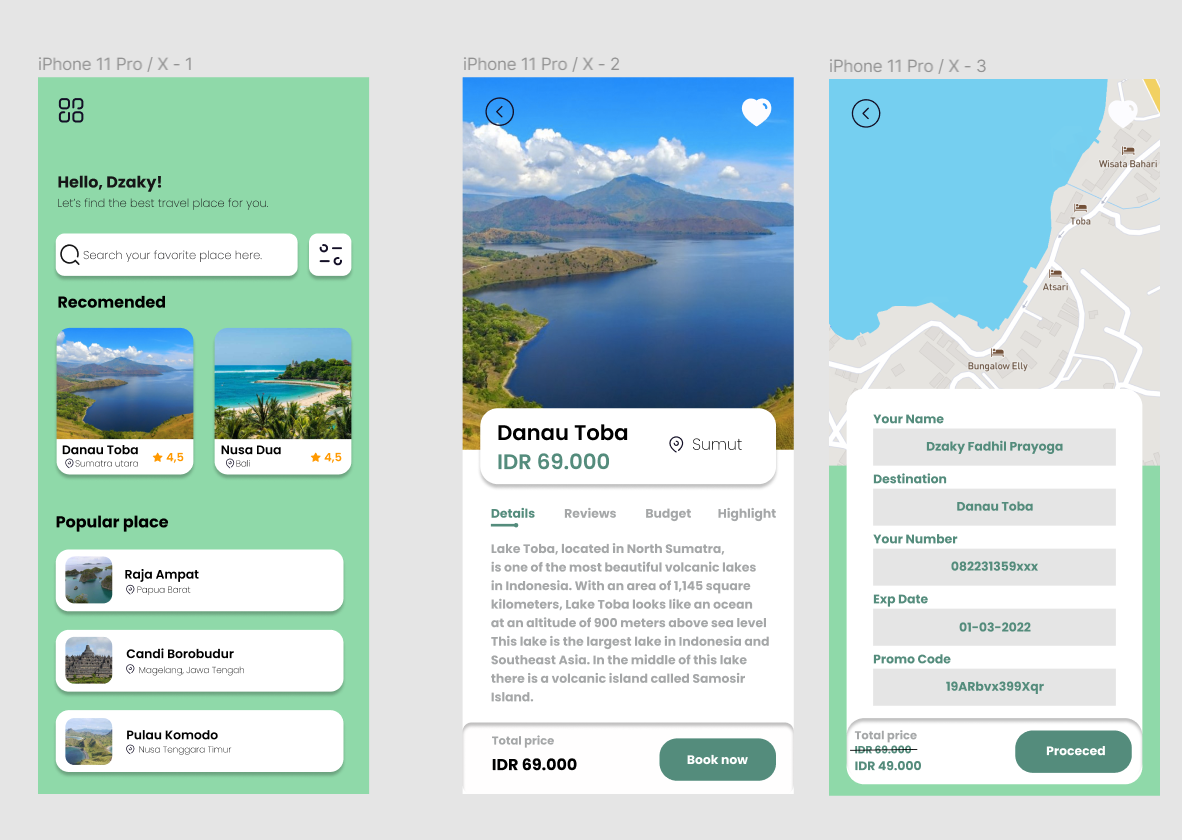 iPhone 11 Pro / X - 1
Hello, Dzaky!
Let's find the best travel place for you.
Search your favorite place here.
Recomended
Danau Toba
Sumatra utara
4,5
Nusa Dua
Bali
4,5
Popular place
Raja Ampat
Papua Barat
Candi Borobudur
Magelang, Jawa Tengah
Pulau Komodo
Nusa Tenggara Timur
iPhone 11 Pro / X - 2
Danau Toba
IDR 69.000
Sumut
Details
Reviews
Budget
Highlight
Lake Toba, located in North Sumatra,
is one of the most beautiful volcanic lakes
in Indonesia. With an area of 1,145 square
kilometers, Lake Toba looks like an ocean
at an altitude of 900 meters above sea level
This lake is the largest lake in Indonesia and
Southeast Asia. In the middle of this lake
there is a volcanic island called Samosir
Island.
Total price
IDR 69.000
Book now
iPhone 11 Pro / X - 3
Wisata Bahari
Toba
Atsari
Bungalow Elly
Your Name
Dzaky Fadhil Prayoga
Destination
Danau Toba
Your Number
082231359xxx
Exp Date
01-03-2022
Promo Code
19ARbvx399Xqr
Total price
IDR 69.000
IDR 49.000
Proceced